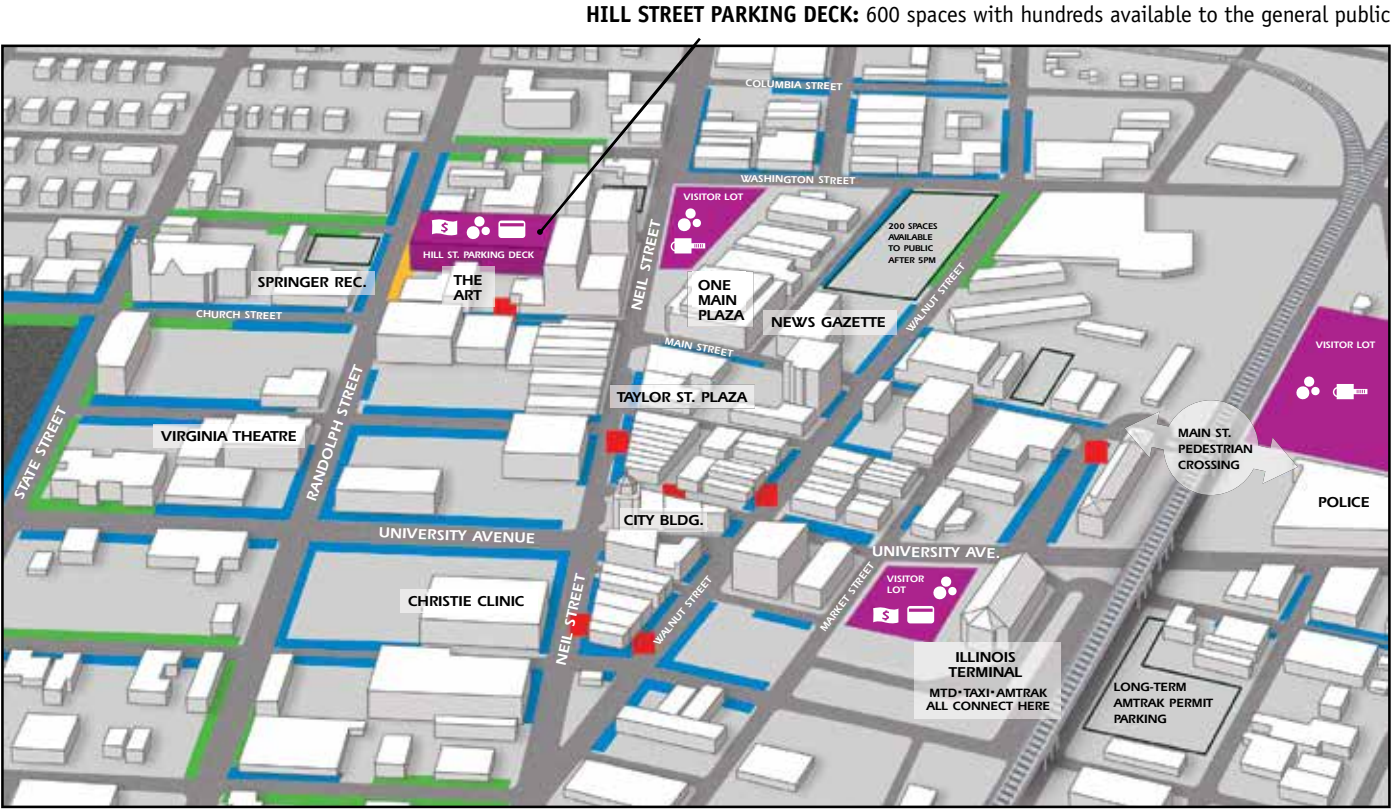 HILL STREET PARKING DECK: 600 spaces with hundreds available to the general public
COLUMBIA STREET
WASHINGTON STREET
VISITOR LOT
NEIL STREET
200 SPACES
AVAILABLE
TO PUBLIC
AFTER 5PM
$
HILL ST. PARKING DECK
SPRINGER REC.
THE
ART
CHURCH STREET
ONE
MAIN
PLAZA
NEWS GAZETTE
WALNUT STREET
MAIN STREET
VISITOR LOT
TAYLOR ST. PLAZA
STATE STREET
VIRGINIA THEATRE
RANDOLPH STREET
MAIN ST.
PEDESTRIAN
CROSSING
POLICE
CITY BLDG.
UNIVERSITY AVENUE
UNIVERSITY AVE.
CHRISTIE CLINIC
NEIL STREET
WALNUT STREET
MARKET STREET
VISITOR
LOT
$
ILLINOIS
TERMINAL
MTD•TAXI•AMTRAK
ALL CONNECT HERE
LONG-TERM
AMTRAK PERMIT
PARKING